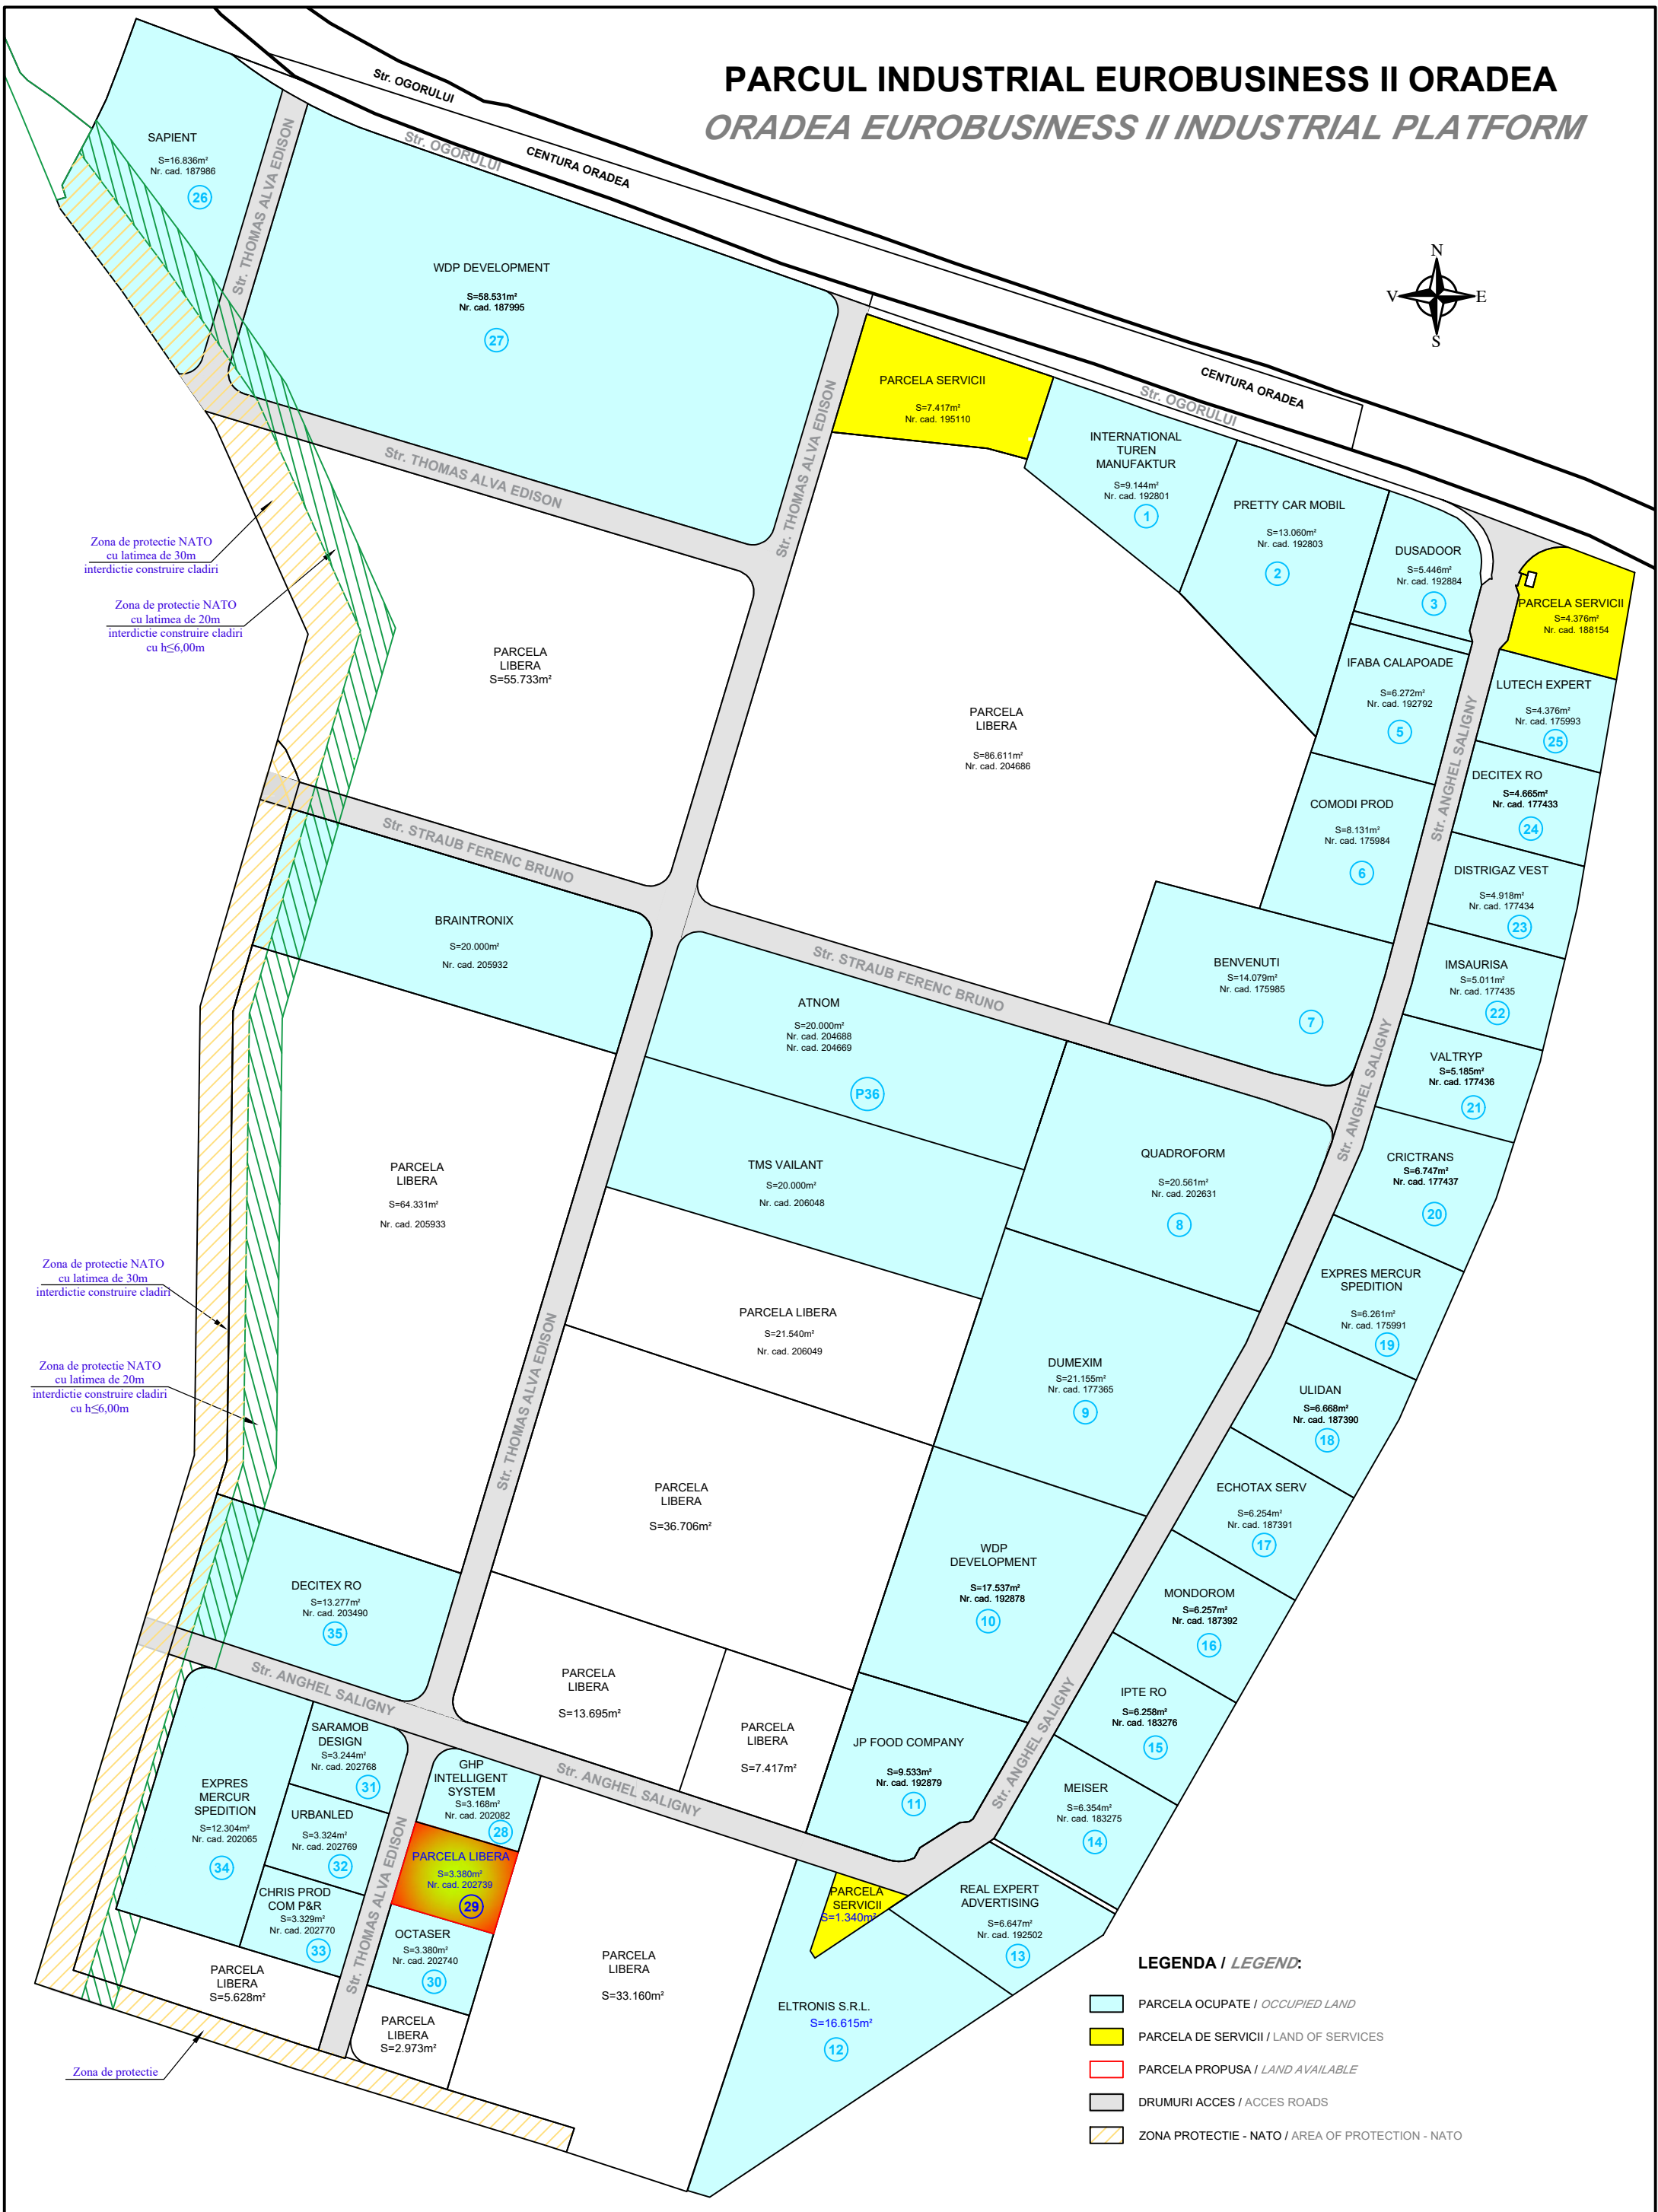 PARCUL INDUSTRIAL EUROBUSINESS II ORADEA
ORADEA EUROBUSINESS II INDUSTRIAL PLATFORM
Str. OGORULUI
Str. OGORULUI
CENTURA ORADEA
CENTURA ORADEA
Str. OGORULUI
N
V
E
S
SAPIENT
S=16.836m²
Nr. cad. 187986
26
Str. THOMAS ALVA EDISON
WDP DEVELOPMENT
S=58.531m²
Nr. cad. 187995
27
Str. THOMAS ALVA EDISON
Str. THOMAS ALVA EDISON
PARCELA SERVICII
S=7.417m²
Nr. cad. 195110
INTERNATIONAL
TUREN
MANUFAKTUR
S=9.144m²
Nr. cad. 192801
1
PRETTY CAR MOBIL
S=13.060m²
Nr. cad. 192803
2
DUSADOOR
S=5.446m²
Nr. cad. 192884
3
PARCELA SERVICII
S=4.376m²
Nr. cad. 188154
IFABA CALAPOADE
S=6.272m²
Nr. cad. 192792
5
LUTECH EXPERT
S=4.376m²
Nr. cad. 175993
25
Str. ANGHEL SALIGNY
DECITEX RO
S=4.665m²
Nr. cad. 177433
24
COMODI PROD
S=8.131m²
Nr. cad. 175984
6
DISTRIGAZ VEST
S=4.918m²
Nr. cad. 177434
23
Zona de protectie NATO
cu latimea de 30m
interdictie construire cladiri
Zona de protectie NATO
cu latimea de 20m
interdictie construire cladiri
cu h≤6,00m
PARCELA
LIBERA
S=55.733m²
PARCELA
LIBERA
S=86.611m²
Nr. cad. 204686
Str. STRAUB FERENC BRUNO
BRAINTRONIX
S=20.000m²
Nr. cad. 205932
Str. STRAUB FERENC BRUNO
BENVENUTI
S=14.079m²
Nr. cad. 175985
7
IMSAURISA
S=5.011m²
Nr. cad. 177435
22
ATNOM
S=20.000m²
Nr. cad. 204688
Nr. cad. 204669
P36
VALTRYP
S=5.185m²
Nr. cad. 177436
21
Str. ANGHEL SALIGNY
PARCELA
LIBERA
S=64.331m²
Nr. cad. 205933
TMS VAILANT
S=20.000m²
Nr. cad. 206048
QUADROFORM
S=20.561m²
Nr. cad. 202631
8
CRICTRANS
S=6.747m²
Nr. cad. 177437
20
EXPRES MERCUR
SPEDITION
S=6.261m²
Nr. cad. 175991
19
Zona de protectie NATO
cu latimea de 30m
interdictie construire cladiri
Zona de protectie NATO
cu latimea de 20m
interdictie construire cladiri
cu h≤6,00m
PARCELA LIBERA
S=21.540m²
Nr. cad. 206049
Str. THOMAS ALVA EDISON
DUMEXIM
S=21.155m²
Nr. cad. 177365
9
ULIDAN
S=6.668m²
Nr. cad. 187390
18
PARCELA
LIBERA
S=36.706m²
ECHOTAX SERV
S=6.254m²
Nr. cad. 187391
17
WDP
DEVELOPMENT
S=17.537m²
Nr. cad. 192878
10
DECITEX RO
S=13.277m²
Nr. cad. 203490
35
MONDOROM
S=6.257m²
Nr. cad. 187392
16
Str. ANGHEL SALIGNY
PARCELA
LIBERA
S=13.695m²
PARCELA
LIBERA
S=7.417m²
IPTE RO
S=6.258m²
Nr. cad. 183276
15
Str. ANGHEL SALIGNY
JP FOOD COMPANY
S=9.533m²
Nr. cad. 192879
11
MEISER
S=6.354m²
Nr. cad. 183275
14
SARAMOB
DESIGN
S=3.244m²
Nr. cad. 202768
31
GHP
INTELLIGENT
SYSTEM
S=3.168m²
Nr. cad. 202082
28
Str. ANGHEL SALIGNY
EXPRES
MERCUR
SPEDITION
S=12.304m²
Nr. cad. 202065
34
URBANLED
S=3.324m²
Nr. cad. 202769
32
Str. THOMAS ALVA EDISON
PARCELA LIBERA
S=3.380m²
Nr. cad. 202739
29
CHRIS PROD
COM P&R
S=3.329m²
Nr. cad. 202770
33
OCTASER
S=3.380m²
Nr. cad. 202740
30
PARCELA
SERVICII
S=1.340m²
REAL EXPERT
ADVERTISING
S=6.647m²
Nr. cad. 192502
13
PARCELA
LIBERA
S=5.628m²
PARCELA
LIBERA
S=2.973m²
PARCELA
LIBERA
S=33.160m²
ELTRONIS S.R.L.
S=16.615m²
12
Zona de protectie
LEGENDA / LEGEND:
PARCELA OCUPATE / OCCUPIED LAND
PARCELA DE SERVICII / LAND OF SERVICES
PARCELA PROPUSA / LAND AVAILABLE
DRUMURI ACCES / ACCES ROADS
ZONA PROTECTIE - NATO / AREA OF PROTECTION - NATO